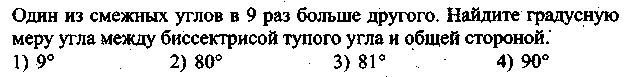 Один из смежных углов в 9 раз больше другого. Найдите градусную
меру угла между биссектрисой тупого угла и общей стороной.
1) 9° 2) 80° 3) 81° 4) 90°